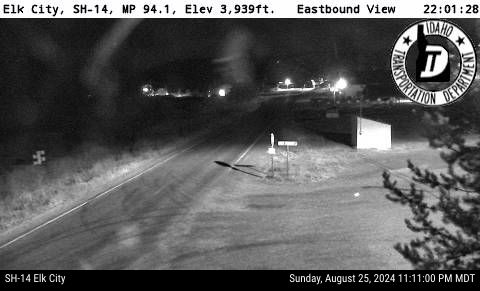 Elk City, SH-14, MP 94.1, Elev 3,939ft. Eastbound View 22:01:28
IDAHO
TRANSPORTATION DEPARTMENT
SH-14 Elk City Sunday, August 25, 2024 11:11:00 PM MDT